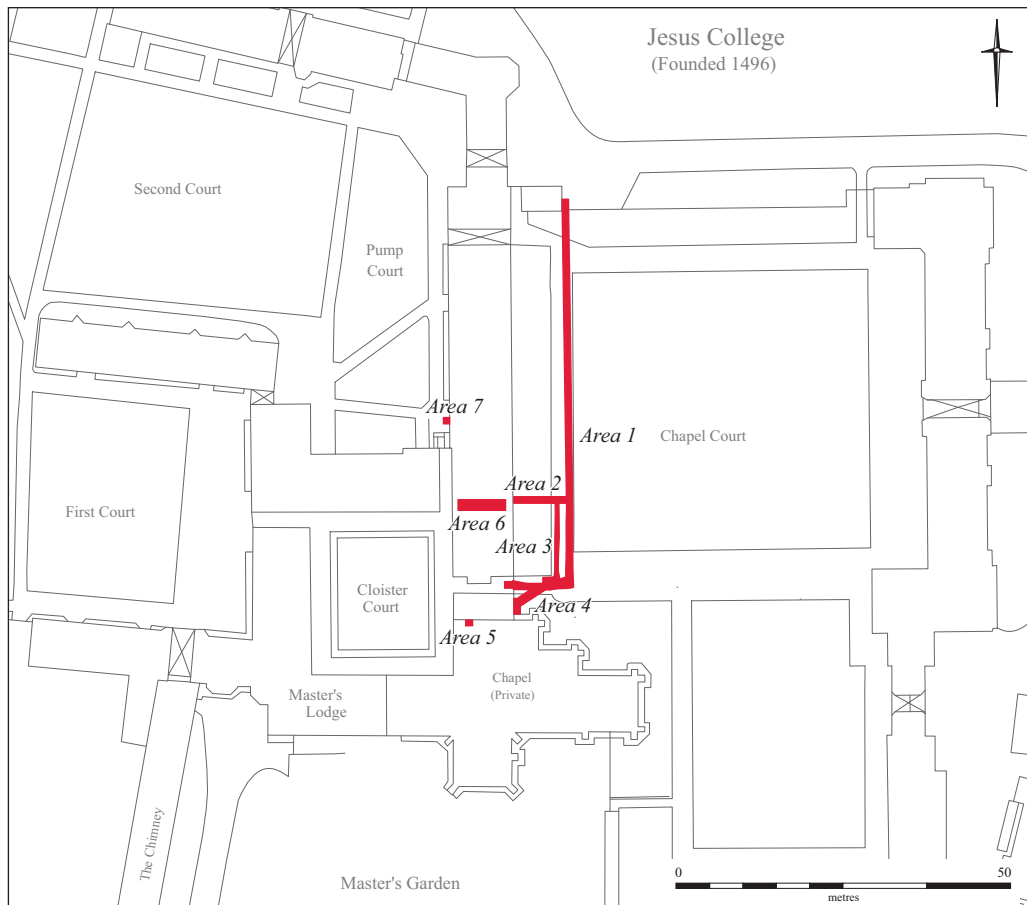 Jesus College
(Founded 1496)
Second Court
Pump
Court
Area 7
Area 1
Chapel Court
Area 2
First Court
Area 6
Area 3
Cloister
Court
Area 4
Area 5
Chapel
(Private)
Master's
Lodge
The Chimney
Master's Garden
0
50
metres